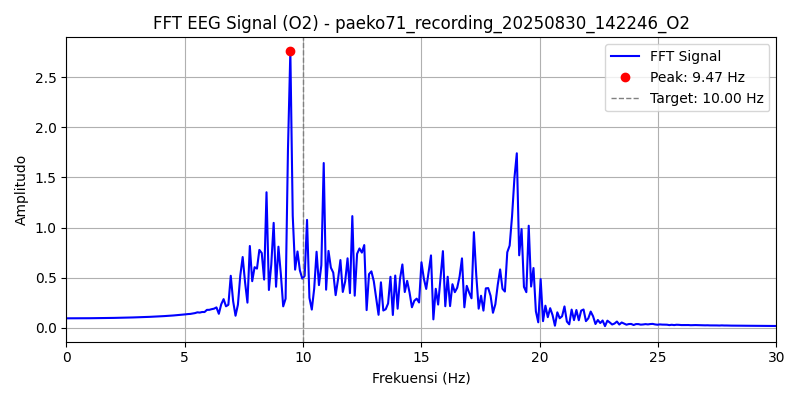 FFT EEG Signal (O2) - paeko71_recording_20250830_142246_O2
FFT Signal
Peak: 9.47 Hz
Target: 10.00 Hz
Amplitudo
2.5
2.0
1.5
1.0
0.5
0.0
0 5 10 15 20 25 30
Frekuensi (Hz)